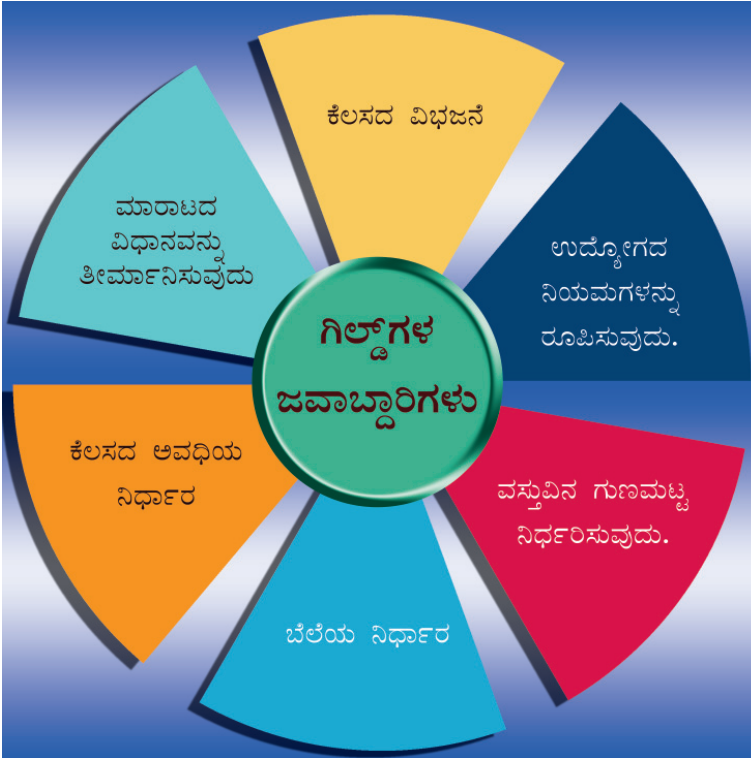 ಕೆಲಸದ ವಿಭಜನೆ
ಉದ್ಯೋಗದ
ನಿಯಮಗಳನ್ನು
ರೂಪಿಸುವುದು.
ವಸ್ತುವಿನ ಗುಣಮಟ್ಟ
ನಿರ್ಧರಿಸುವುದು.
ಬೆಲೆಯ ನಿರ್ಧಾರ
ಕೆಲಸದ ಅವಧಿಯ
ನಿರ್ಧಾರ
ಮಾರಾಟದ
ವಿಧಾನವನ್ನು
ತೀರ್ಮಾನಿಸುವುದು
ಗಿಲ್ಡ್‌ಗಳ
ಜವಾಬ್ದಾರಿಗಳು